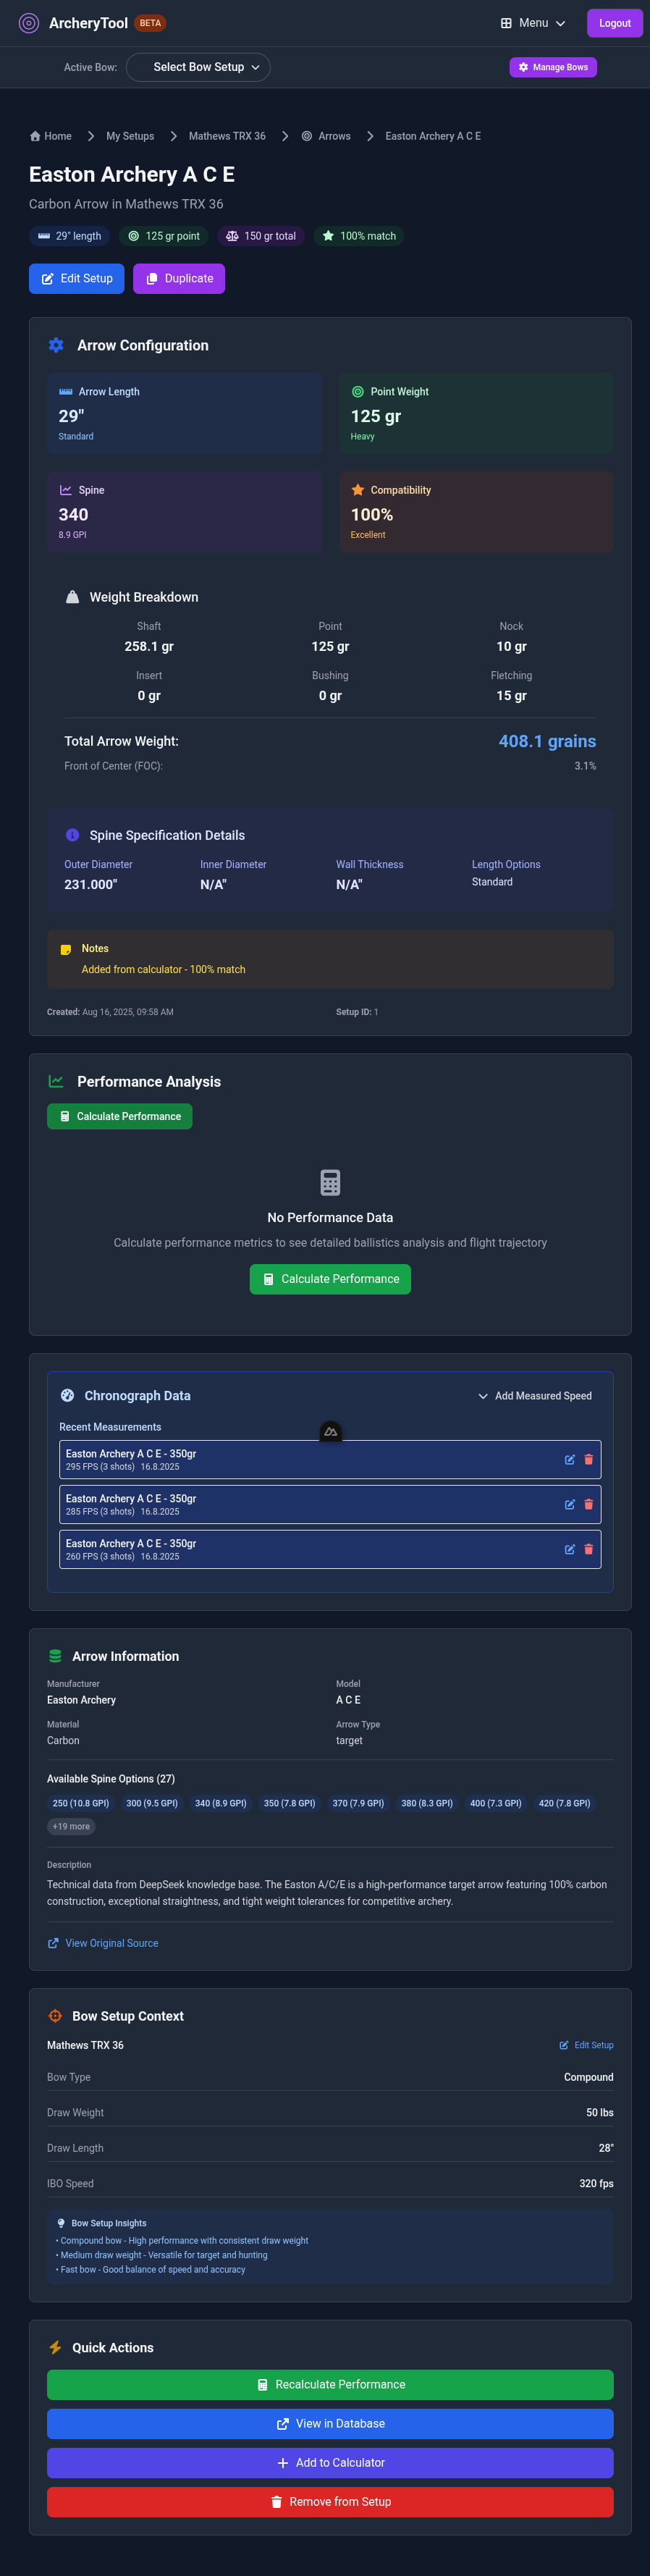 ArcheryTool BETA Menu Logout
Active Bow: Select Bow Setup Manage Bows
Home My Setups Mathews TRX 36 Arrows Easton Archery A C E
Easton Archery A C E
Carbon Arrow in Mathews TRX 36
29" length 125 gr point 150 gr total 100% match
Edit Setup Duplicate
Arrow Configuration
Arrow Length Point Weight
29" 125 gr
Standard Heavy
Spine Compatibility
340 100%
8.9 GPI Excellent
Weight Breakdown
Shaft Point Nock
258.1 gr 125 gr 10 gr
Insert Bushing Fletching
0 gr 0 gr 15 gr
Total Arrow Weight: 408.1 grains
Front of Center (FOC): 3.1%
Spine Specification Details
Outer Diameter Inner Diameter Wall Thickness Length Options
231.000" N/A" N/A" Standard
Notes
Added from calculator - 100% match
Created: Aug 16, 2025, 09:58 AM Setup ID: 1
Performance Analysis
Calculate Performance
No Performance Data
Calculate performance metrics to see detailed ballistics analysis and flight trajectory
Calculate Performance
Chronograph Data Add Measured Speed
Recent Measurements
Easton Archery A C E - 350gr
295 FPS (3 shots) 16.8.2025
Easton Archery A C E - 350gr
285 FPS (3 shots) 16.8.2025
Easton Archery A C E - 350gr
260 FPS (3 shots) 16.8.2025
Arrow Information
Manufacturer Model
Easton Archery A C E
Material Arrow Type
Carbon target
Available Spine Options (27)
250 (10.8 GPI) 300 (9.5 GPI) 340 (8.9 GPI) 350 (7.8 GPI) 370 (7.9 GPI) 380 (8.3 GPI) 400 (7.3 GPI) 420 (7.8 GPI)
+19 more
Description
Technical data from DeepSeek knowledge base. The Easton A/C/E is a high-performance target arrow featuring 100% carbon
construction, exceptional straightness, and tight weight tolerances for competitive archery.
View Original Source
Bow Setup Context
Mathews TRX 36 Edit Setup
Bow Type Compound
Draw Weight 50 lbs
Draw Length 28"
IBO Speed 320 fps
Bow Setup Insights
• Compound bow - High performance with consistent draw weight
• Medium draw weight - Versatile for target and hunting
• Fast bow - Good balance of speed and accuracy
Quick Actions
Recalculate Performance
View in Database
Add to Calculator
Remove from Setup